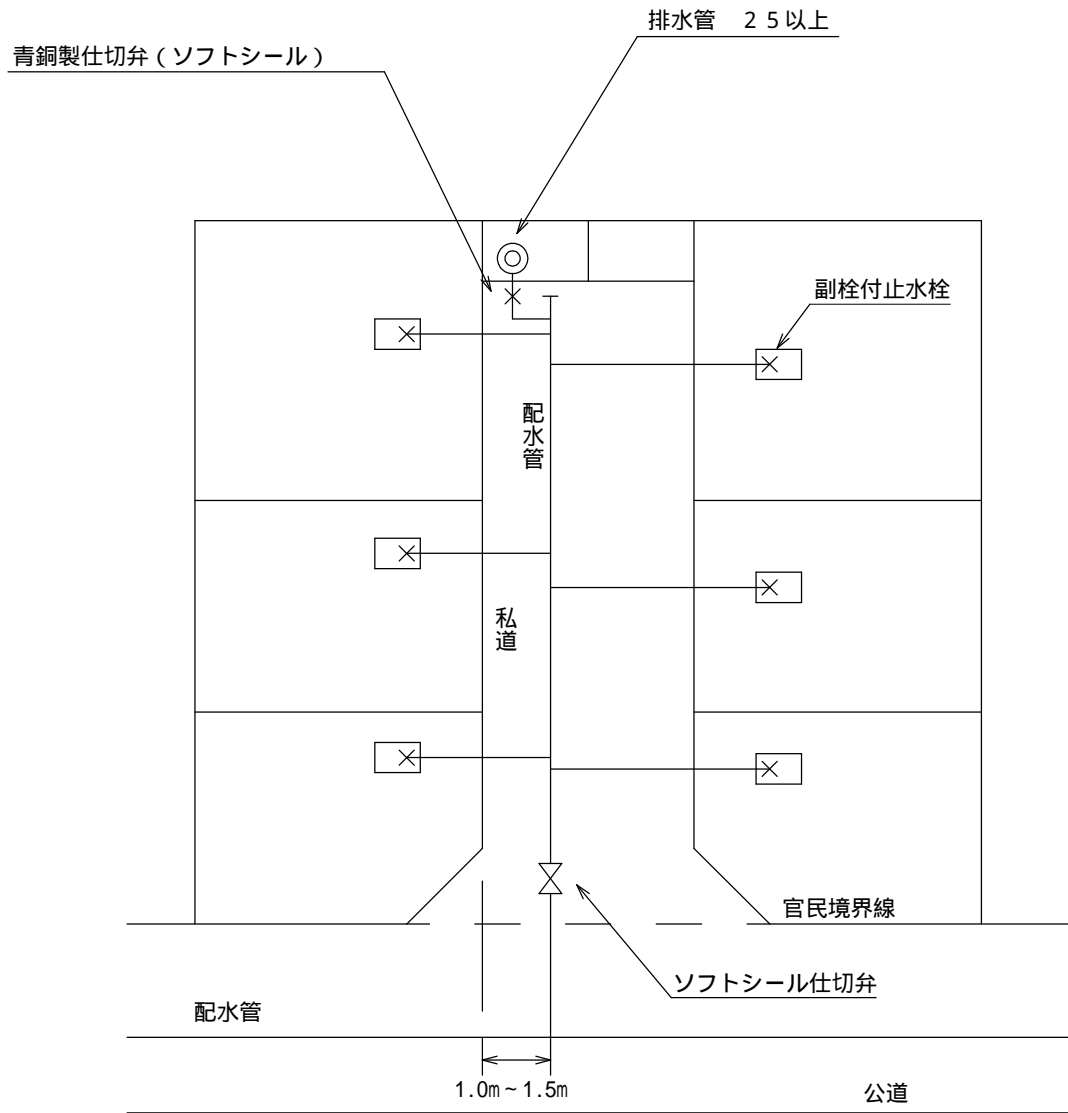 排水管　２５以上
青銅製仕切弁（ソフトシール）
副栓付止水栓
配水管
私道
官民境界線
ソフトシール仕切弁
配水管
1.0m～1.5m
公道